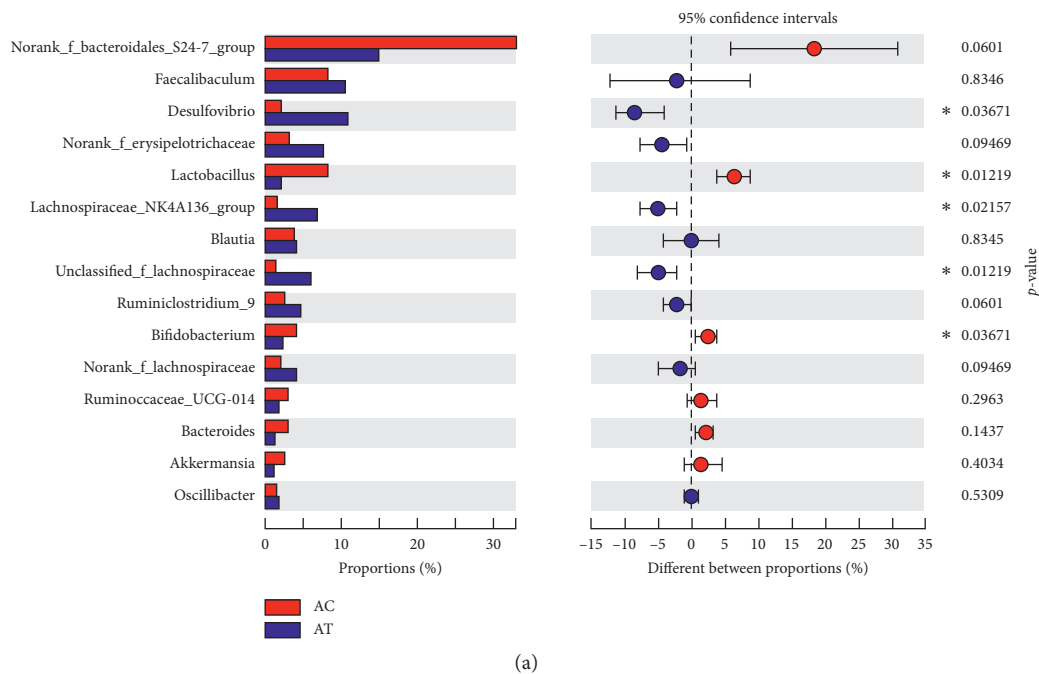 95% confidence intervals
Norank_f_bacteroidales_S24-7_group 0.0601
Faecalibaculum 0.8346
Desulfovibrio * 0.03671
Norank_f_erysipelotrichaceae 0.09469
Lactobacillus * 0.01219
Lachnospiraceae_NK4A136_group * 0.02157
Blautia 0.8345
Unclassified_f_lachnospiraceae * 0.01219
Ruminiclostridium_9 0.0601
Bifidobacterium * 0.03671
Norank_f_lachnospiraceae 0.09469
Ruminoccaceae_UCG-014 0.2963
Bacteroides 0.1437
Akkermansia 0.4034
Oscillibacter 0.5309
p-value
0 10 20 30 −15 −10 −5 0 5 10 15 20 25 30 35
Proportions (%) Different between proportions (%)
AC
AT
(a)